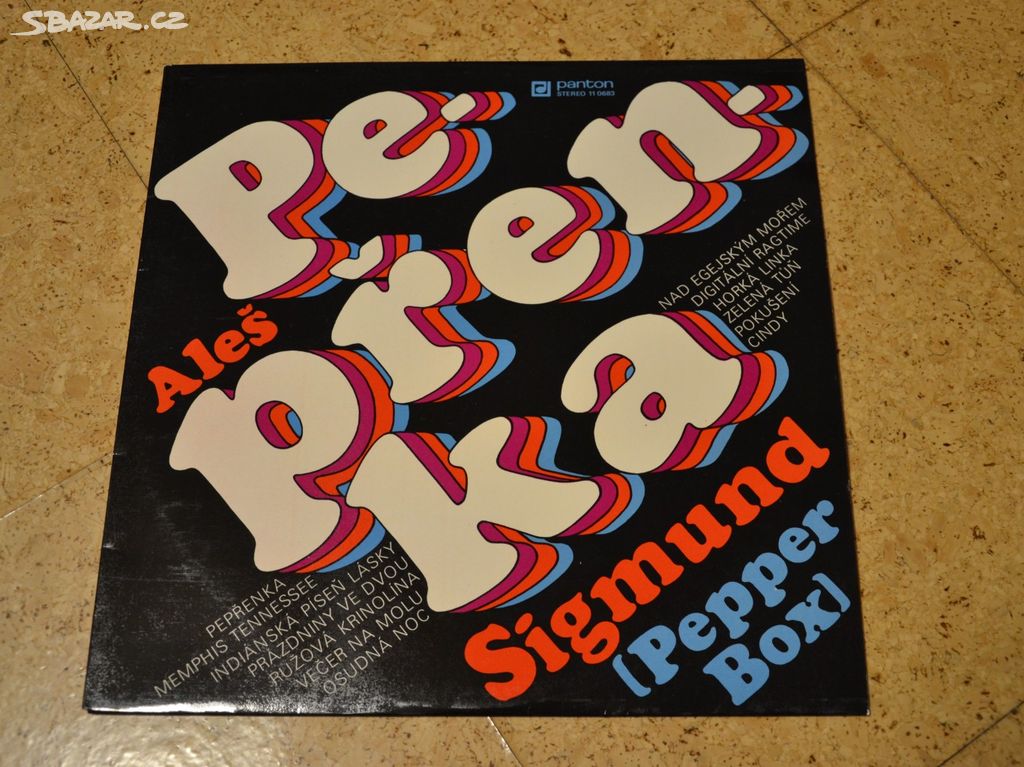 SBAZAR.CZ
panton
STEREO 11 0683
Pe-
přen-
ka
Aleš
NAD EGEJSKÝM MOŘEM
DIGITÁLNÍ RAGTIME
HORKÁ LINKA
ZELENÁ TŮŇ
POKUŠENÍ
CINDY
PEPŘENKA
MEMPHIS TENNESSEE
INDIÁNSKÁ PÍSEŇ LÁSKY
PRÁZDNINY VE DVOU
RŮŽOVÁ KRINOLÍNA
VEČER NA MOLU
OSUDNÁ NOC
Sigmund
(Pepper
Box)